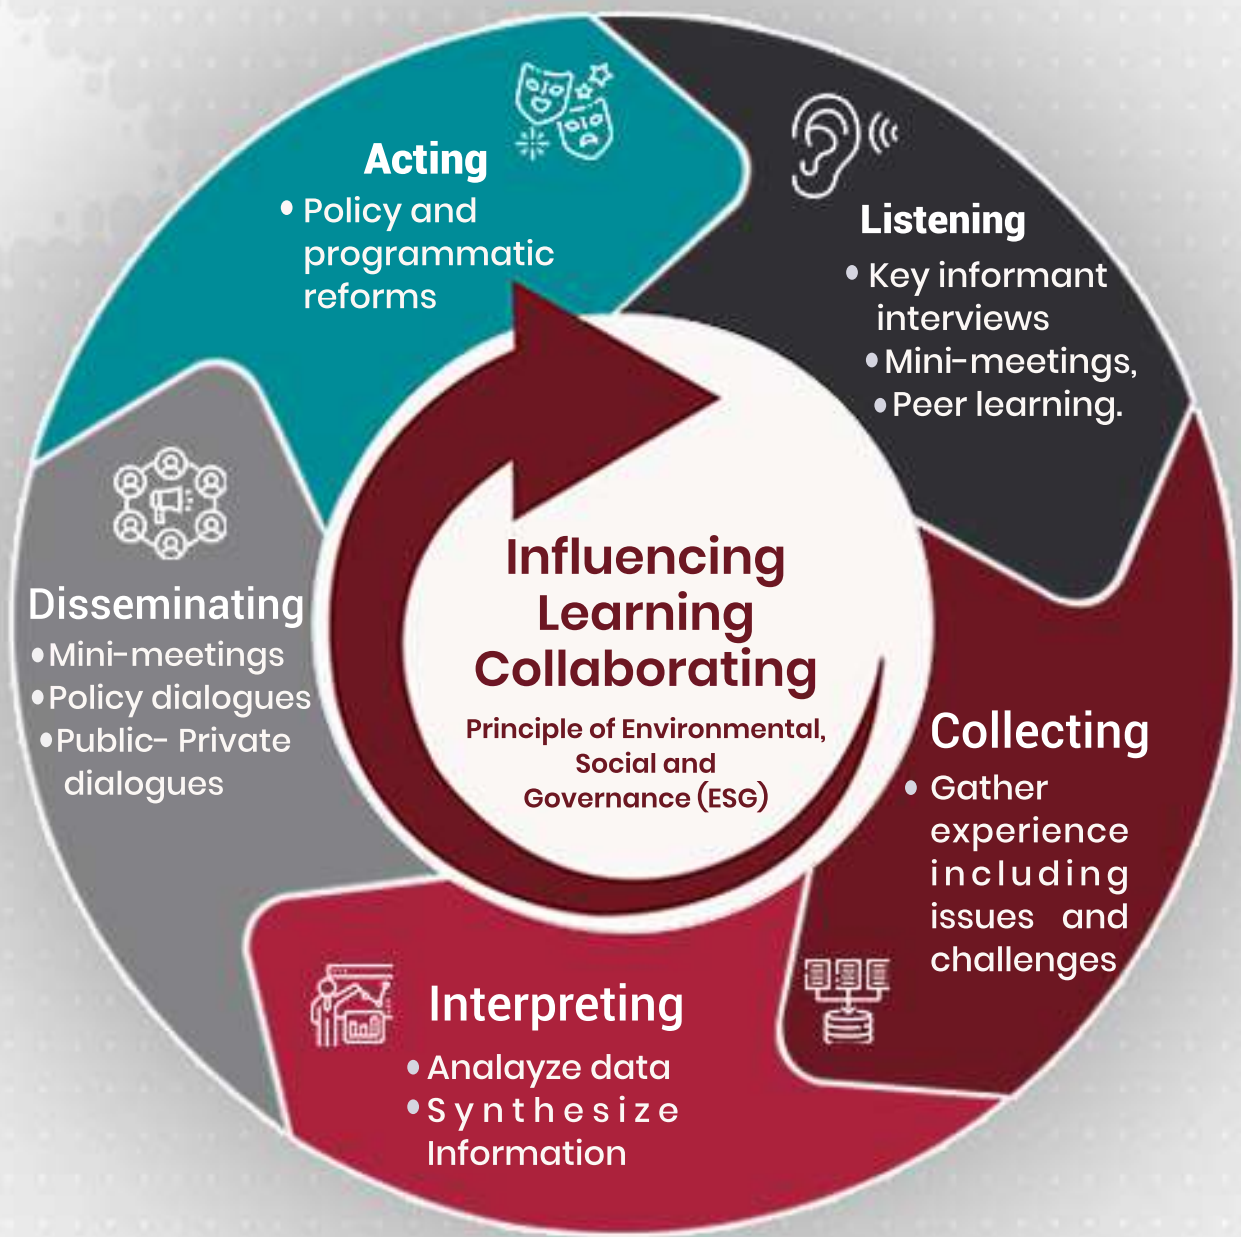 Acting
• Policy and
programmatic
reforms
Listening
• Key informant
interviews
• Mini-meetings,
• Peer learning.
Collecting
• Gather
experience
including
issues and
challenges
Interpreting
• Analayze data
• Synthesize
Information
Disseminating
• Mini-meetings
• Policy dialogues
• Public- Private
dialogues
Influencing
Learning
Collaborating
Principle of Environmental,
Social and
Governance (ESG)